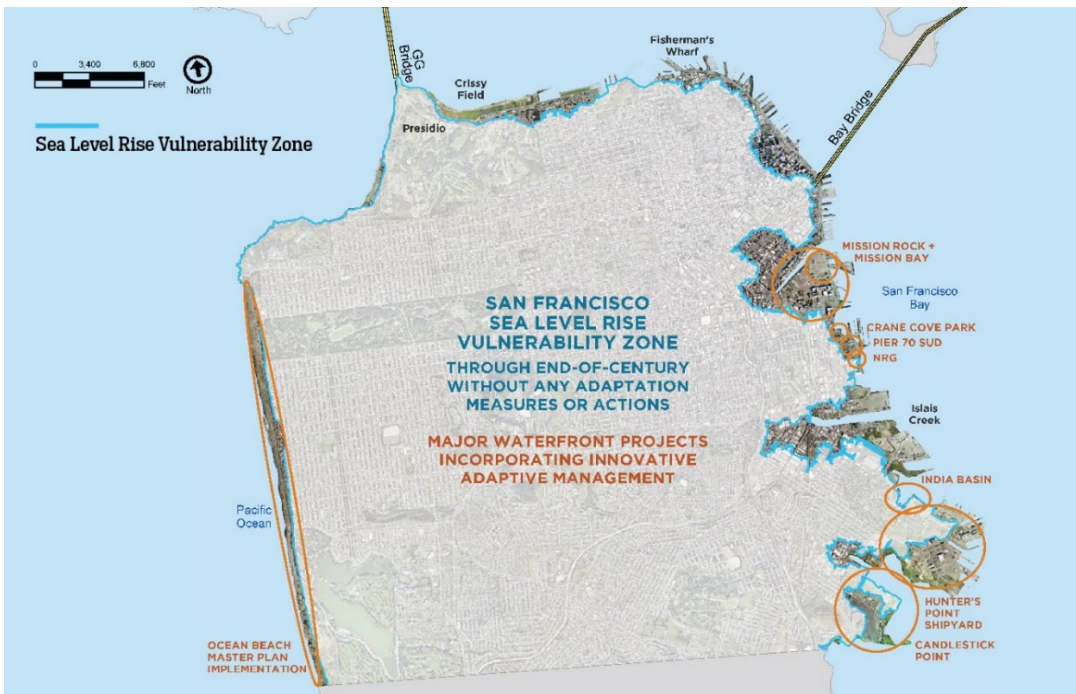 GG
Bridge
Fisherman's
Wharf
Crissy
Field
0 3,400 6,800
Feet
North
Presidio
Bay Bridge
Sea Level Rise Vulnerability Zone
MISSION ROCK +
MISSION BAY
San Francisco
Bay
SAN FRANCISCO
SEA LEVEL RISE
VULNERABILITY ZONE
THROUGH END-OF-CENTURY
WITHOUT ANY ADAPTATION
MEASURES OR ACTIONS
CRANE COVE PARK
PIER 70 SUD
NRG
Islais
Creek
MAJOR WATERFRONT PROJECTS
INCORPORATING INNOVATIVE
ADAPTIVE MANAGEMENT
INDIA BASIN
Pacific
Ocean
HUNTER'S
POINT
SHIPYARD
CANDLESTICK
POINT
OCEAN BEACH
MASTER PLAN
IMPLEMENTATION